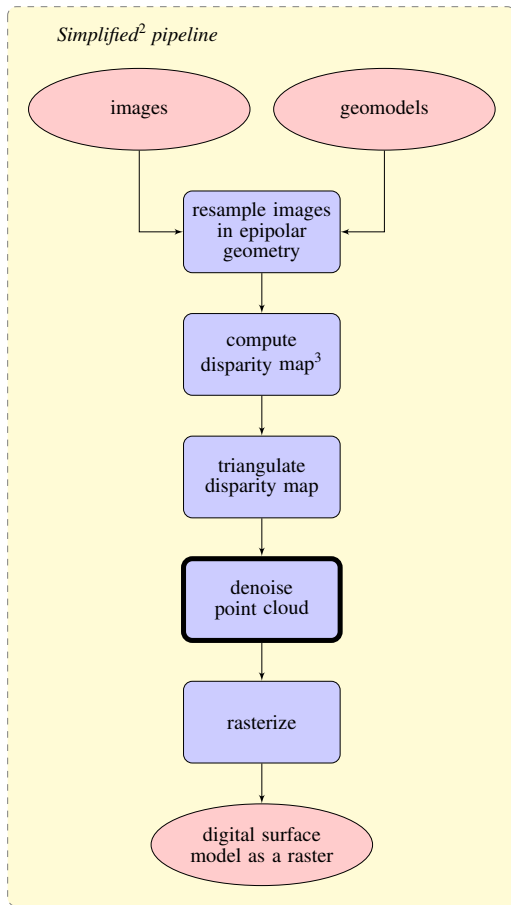 Simplified² pipeline
images
geomodels
resample images
in epipolar
geometry
compute
disparity map³
triangulate
disparity map
denoise
point cloud
rasterize
digital surface
model as a raster